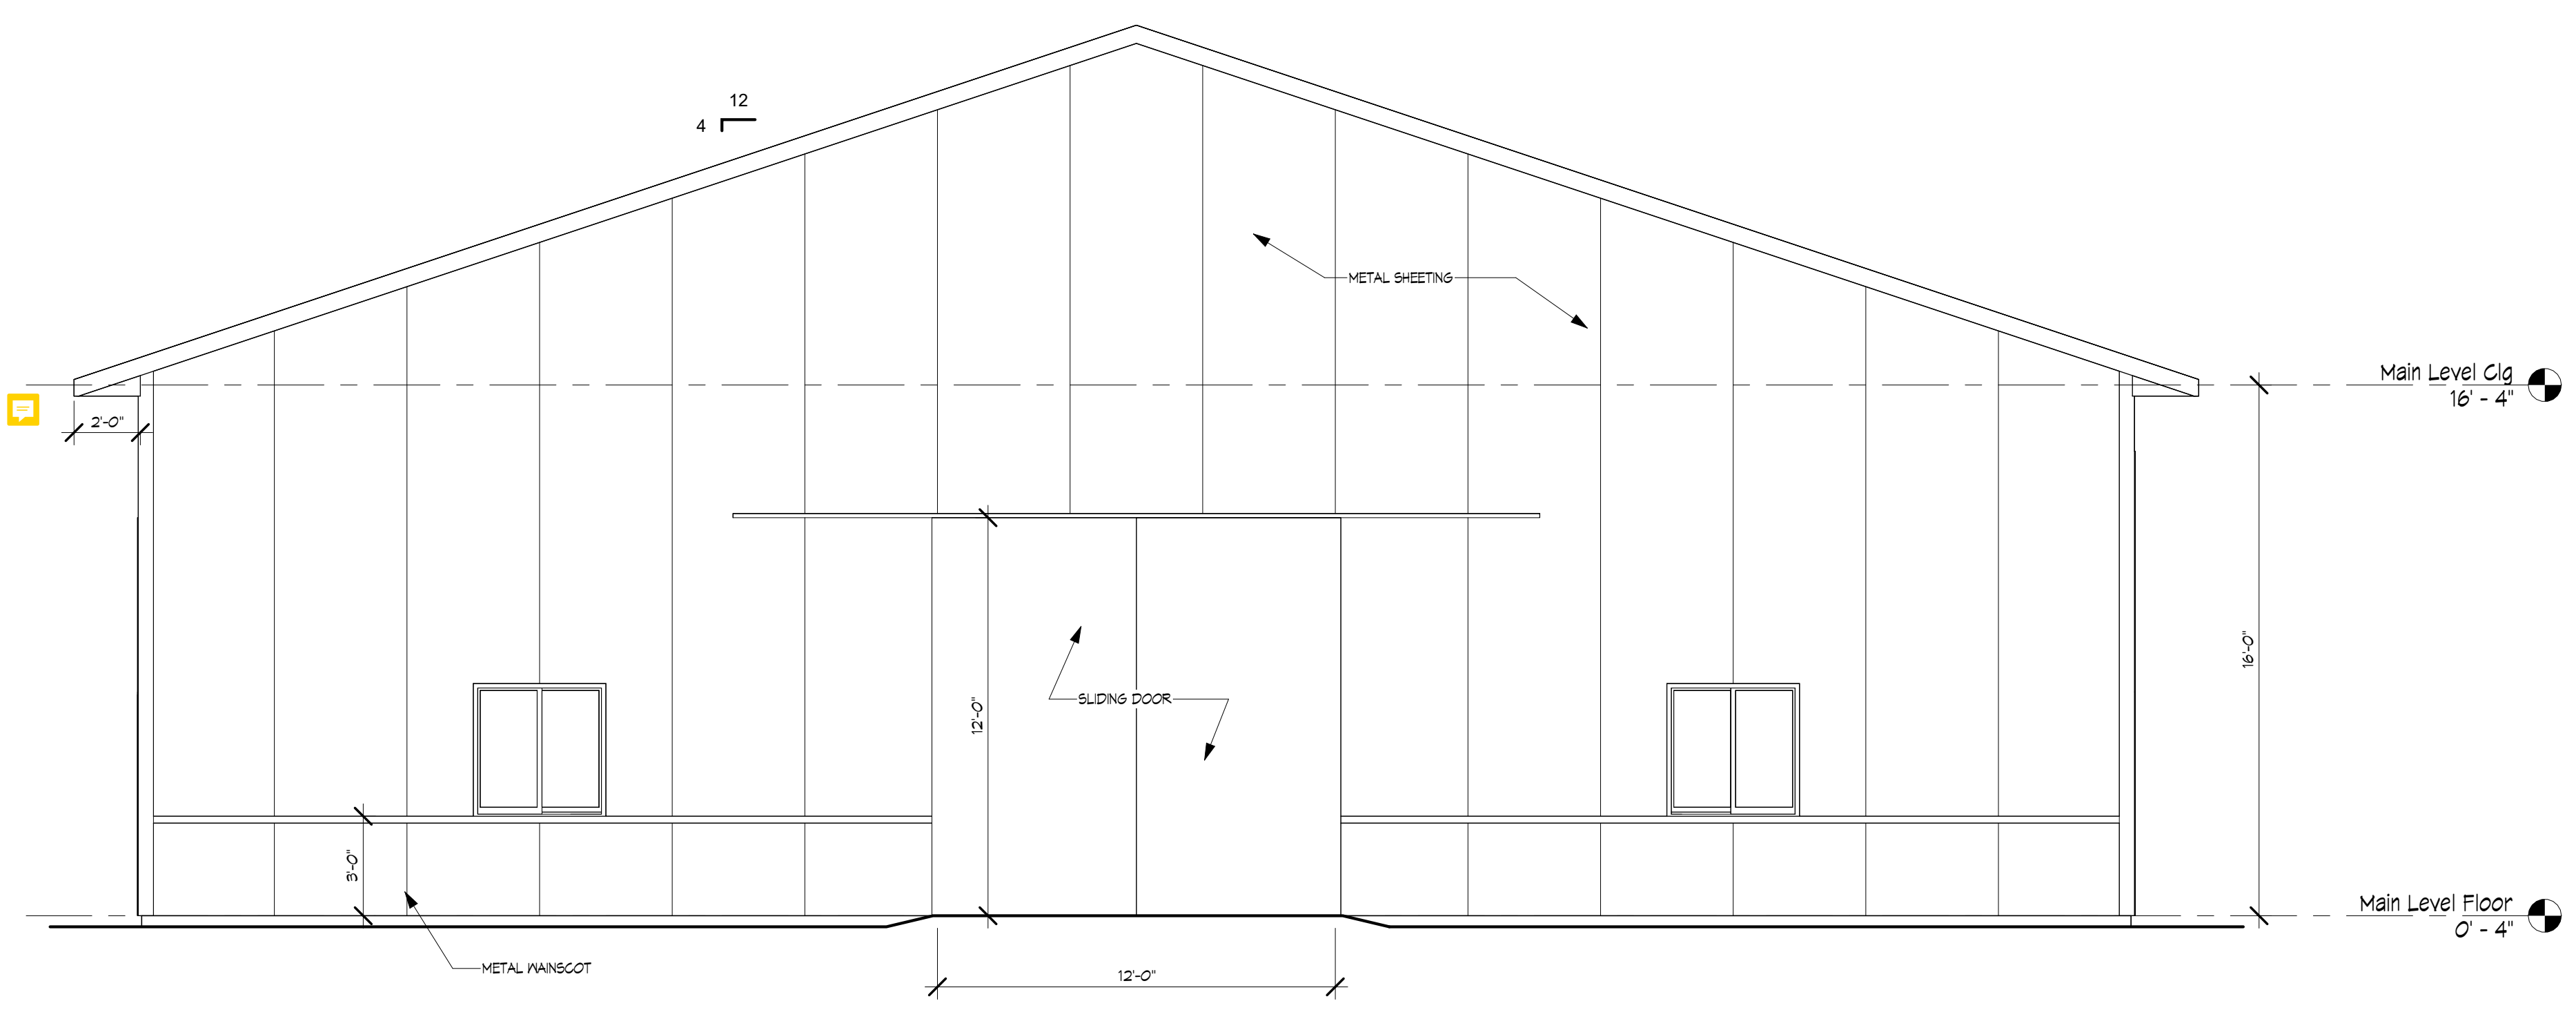 12
4
METAL SHEETING
Main Level Clg
16' - 4"
2'-0"
16'-0"
12'-0"
SLIDING DOOR
3'-0"
Main Level Floor
0' - 4"
METAL WAINSCOT
12'-0"